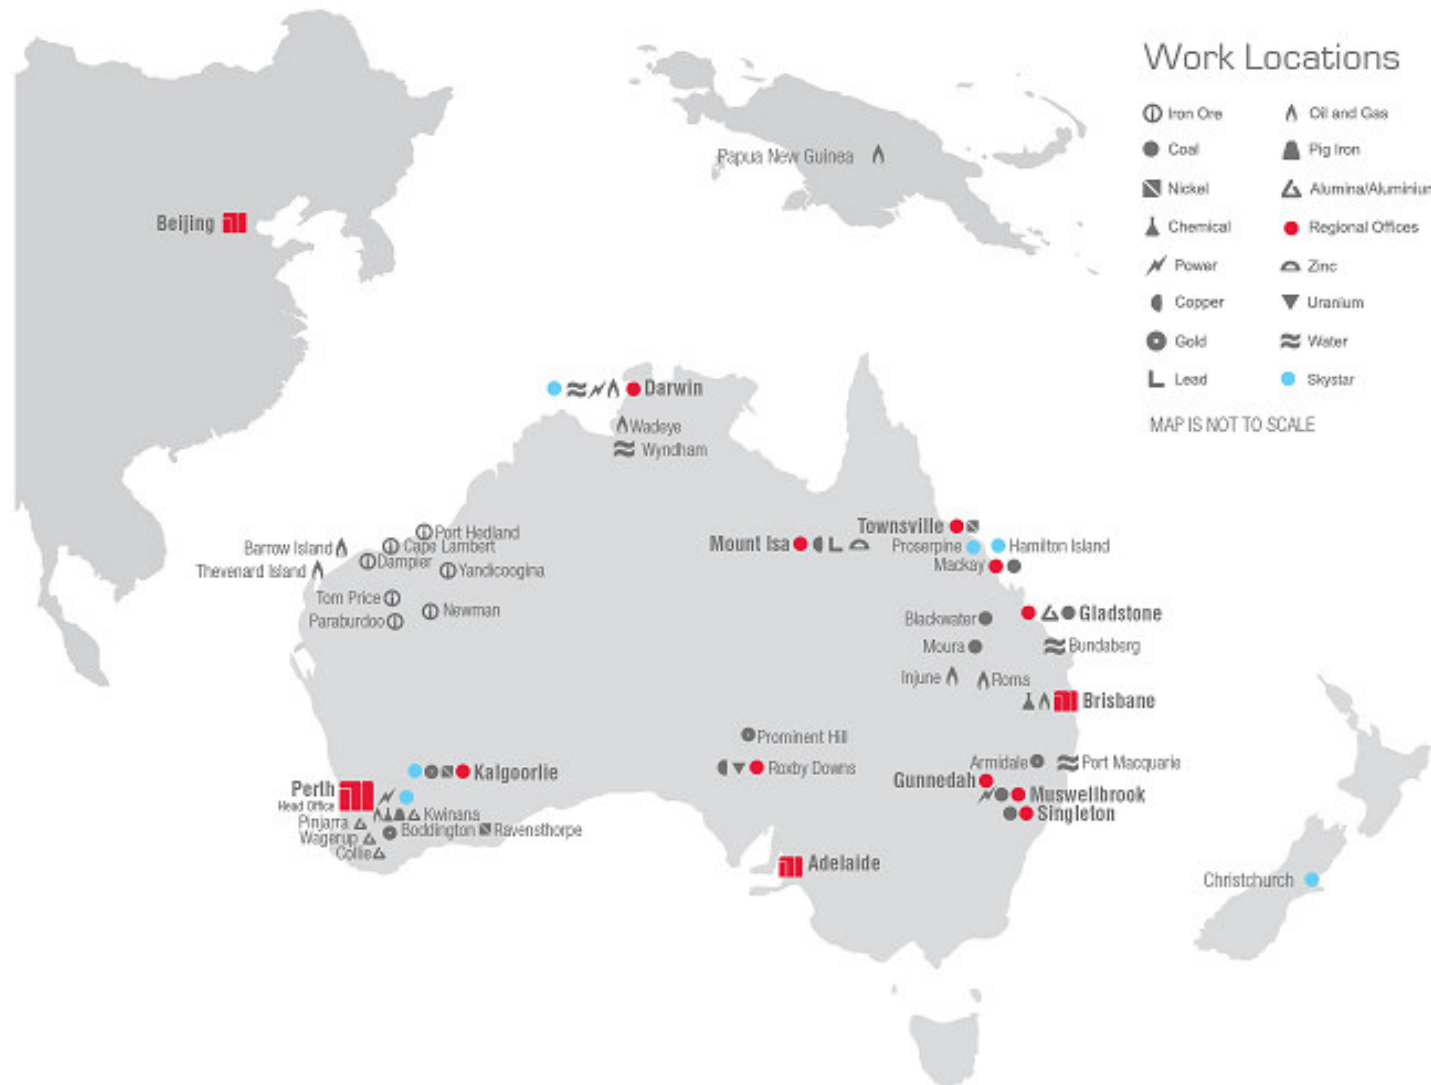 Work Locations
Iron Ore
Oil and Gas
Coal
Pig Iron
Nickel
Alumina/Aluminium
Chemical
Regional Offices
Power
Zinc
Copper
Uranium
Gold
Water
Lead
Skystar
MAP IS NOT TO SCALE
Papua New Guinea
Beijing
Darwin
Wadeye
Wyndham
Port Hedland
Barrow Island
Cape Lambert
Dampier
Thevenard Island
Yandicoogina
Tom Price
Newman
Paraburdoo
Townsville
Mount Isa
Proserpine
Hamilton Island
Mackay
Blackwater
Gladstone
Moura
Bundaberg
Injune
Roma
Brisbane
Prominent Hill
Roxby Downs
Armidale
Port Macquarie
Gunnedah
Muswellbrook
Singleton
Kalgoorlie
Perth
Head Office
Kwinana
Pinjarra
Boddington
Ravensthorpe
Wagerup
Collie
Adelaide
Christchurch